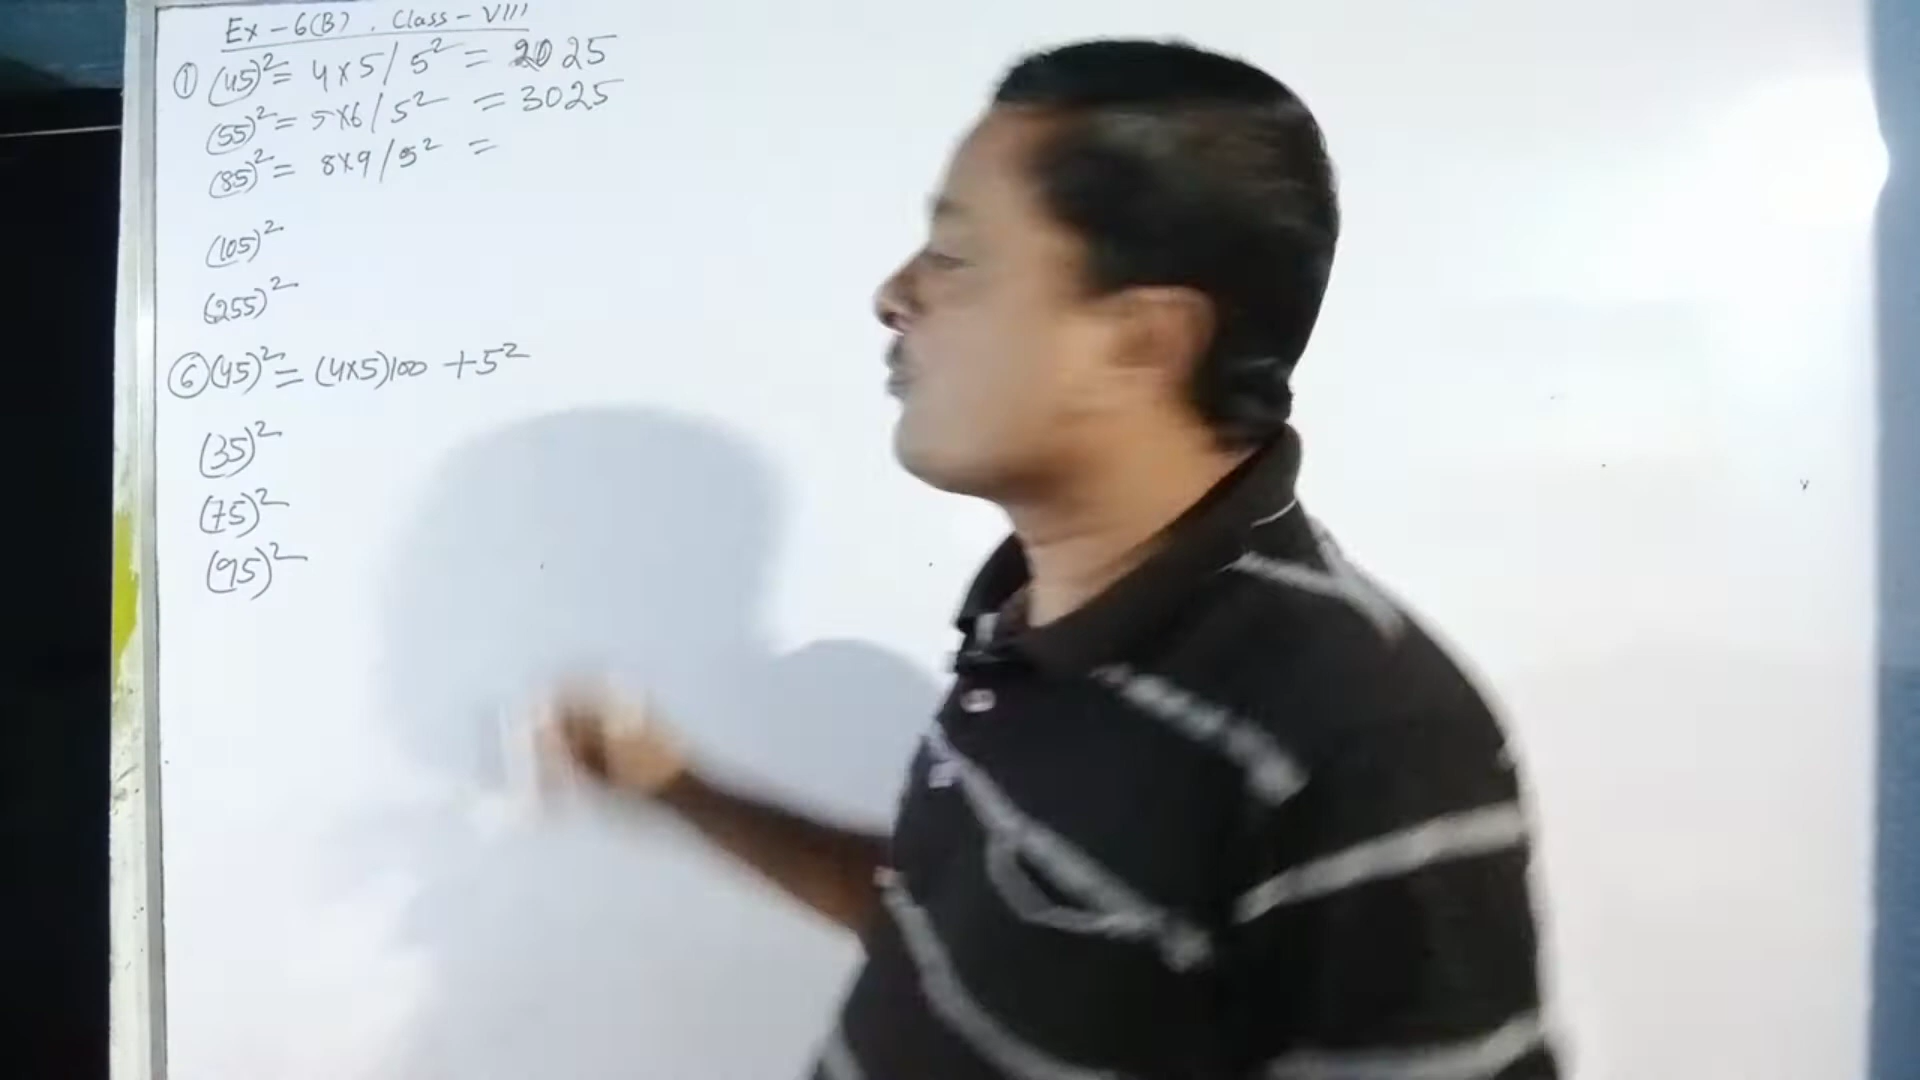 Ex - 6(B). Class - VIII
① (45)² = 4×5/5² = 2025
(55)² = 5×6/5² = 3025
(85)² = 8×9/5² =
(105)²
(255)²
⑥ (45)² = (4×5)100 + 5²
(35)²
(75)²
(95)²